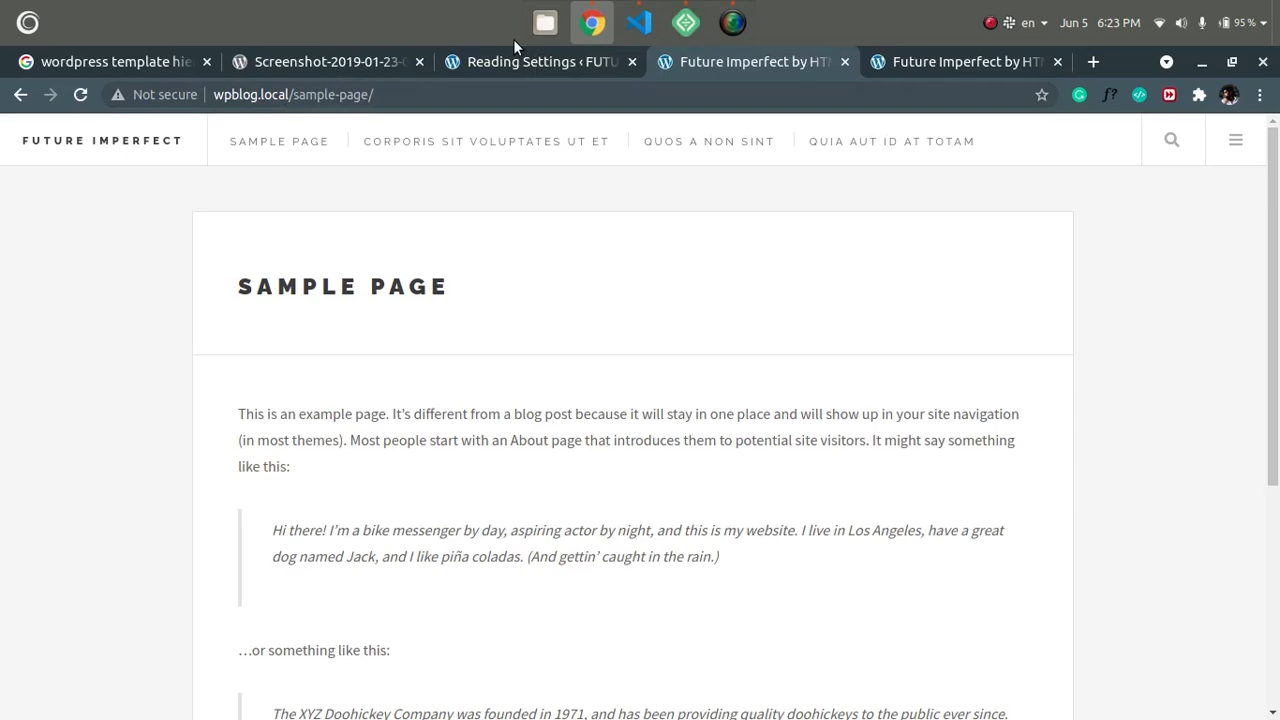 en
Jun 5 6:23 PM
95 %
wordpress template hie
Screenshot-2019-01-23-
Reading Settings ‹ FUTU
Future Imperfect by HTM
Future Imperfect by HTM
Not secure
wpblog.local/sample-page/
f?
FUTURE IMPERFECT
SAMPLE PAGE
CORPORIS SIT VOLUPTATES UT ET
QUOS A NON SINT
QUIA AUT ID AT TOTAM
SAMPLE PAGE
This is an example page. It’s different from a blog post because it will stay in one place and will show up in your site navigation
(in most themes). Most people start with an About page that introduces them to potential site visitors. It might say something
like this:
Hi there! I’m a bike messenger by day, aspiring actor by night, and this is my website. I live in Los Angeles, have a great
dog named Jack, and I like piña coladas. (And gettin’ caught in the rain.)
…or something like this:
The XYZ Doohickey Company was founded in 1971, and has been providing quality doohickeys to the public ever since.